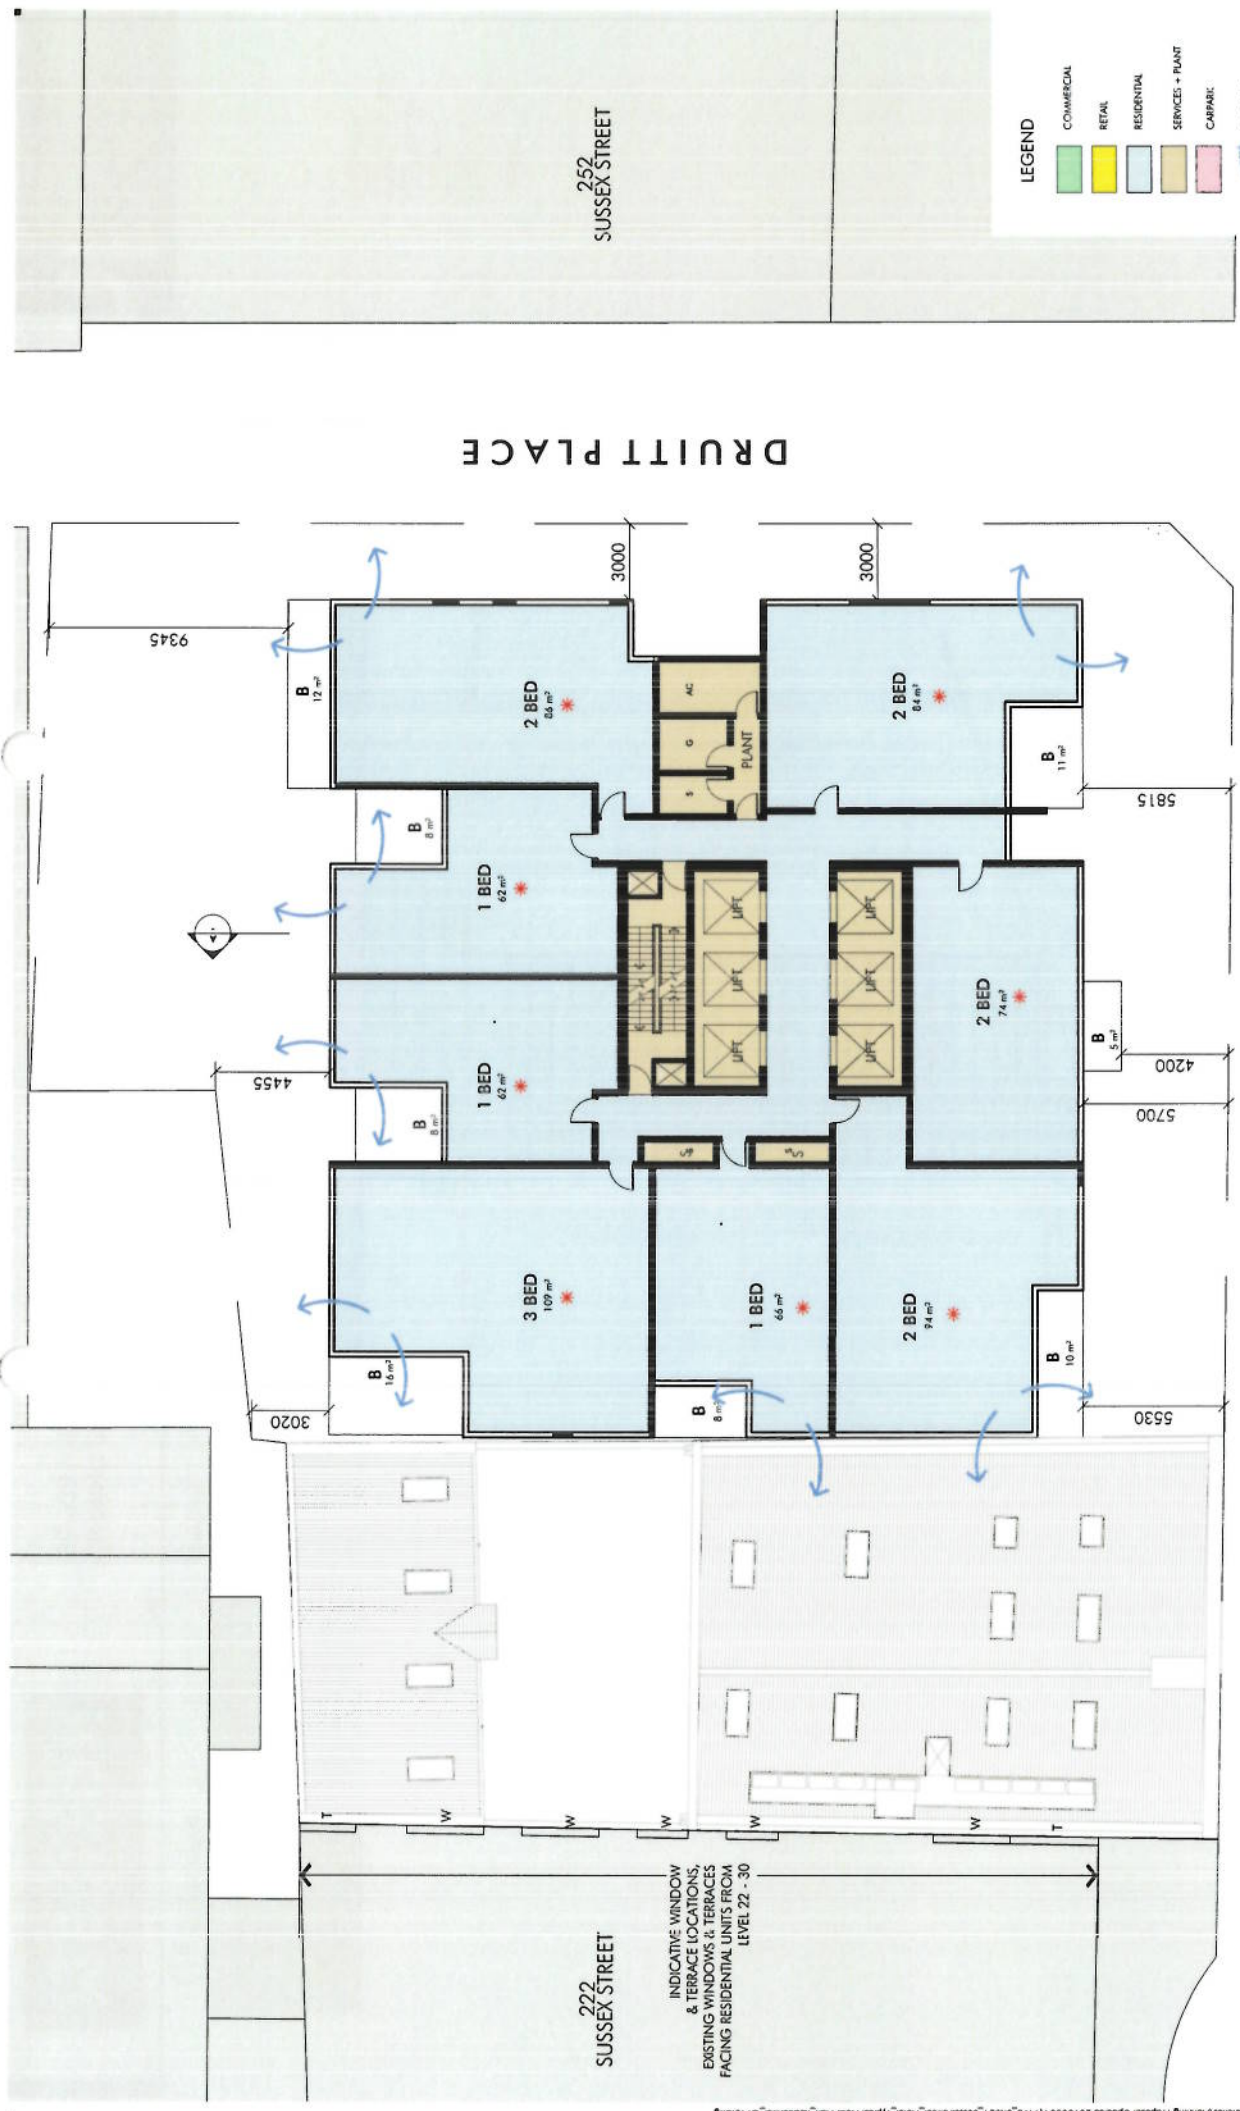 252
SUSSEX STREET
LEGEND
COMMERCIAL
RETAIL
RESIDENTIAL
SERVICES + PLANT
CARPARK
DRUITT PLACE
9345
3000
3000
B
12 m²
2 BED
86 m²
AC
G
S
PLANT
2 BED
84 m²
B
11 m²
5815
B
8 m²
1 BED
62 m²
LIFT
LIFT
LIFT
LIFT
LIFT
LIFT
2 BED
74 m²
B
5 m²
4200
5700
4455
1 BED
62 m²
B
8 m²
3 BED
109 m²
B
16 m²
3020
1 BED
66 m²
B
8 m²
2 BED
94 m²
B
10 m²
5530
T
W
W
W
W
W
T
222
SUSSEX STREET
INDICATIVE WINDOW
& TERRACE LOCATIONS,
EXISTING WINDOWS & TERRACES
FACING RESIDENTIAL UNITS FROM
LEVEL 22 - 30